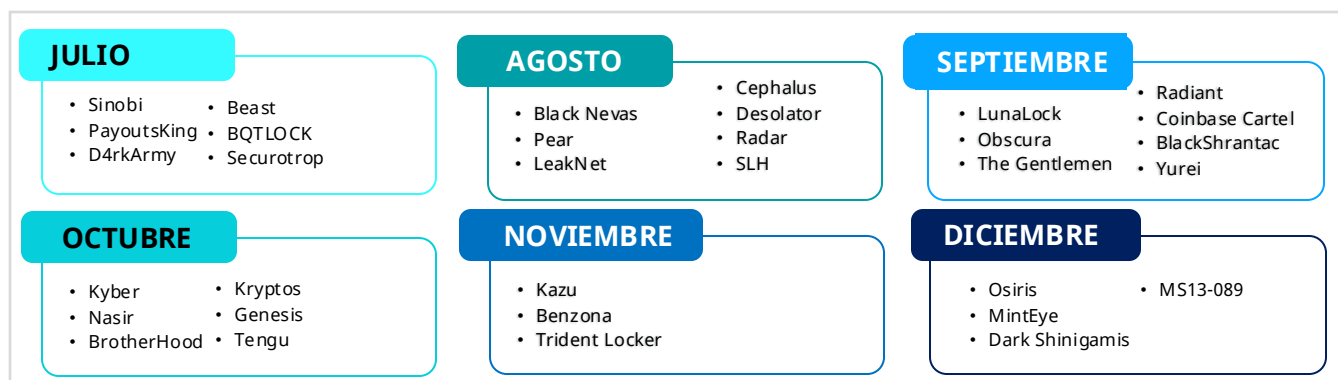 JULIO
• Sinobi
• PayoutsKing
• D4rkArmy
• Beast
• BQTLOCK
• Securotrop
AGOSTO
• Black Nevas
• Pear
• LeakNet
• Cephalus
• Desolator
• Radar
• SLH
SEPTIEMBRE
• LunaLock
• Obscura
• The Gentlemen
• Radiant
• Coinbase Cartel
• BlackShrantac
• Yurei
OCTUBRE
• Kyber
• Nasir
• BrotherHood
• Kryptos
• Genesis
• Tengu
NOVIEMBRE
• Kazu
• Benzona
• Trident Locker
DICIEMBRE
• Osiris
• MintEye
• Dark Shinigamis
• MS13-089